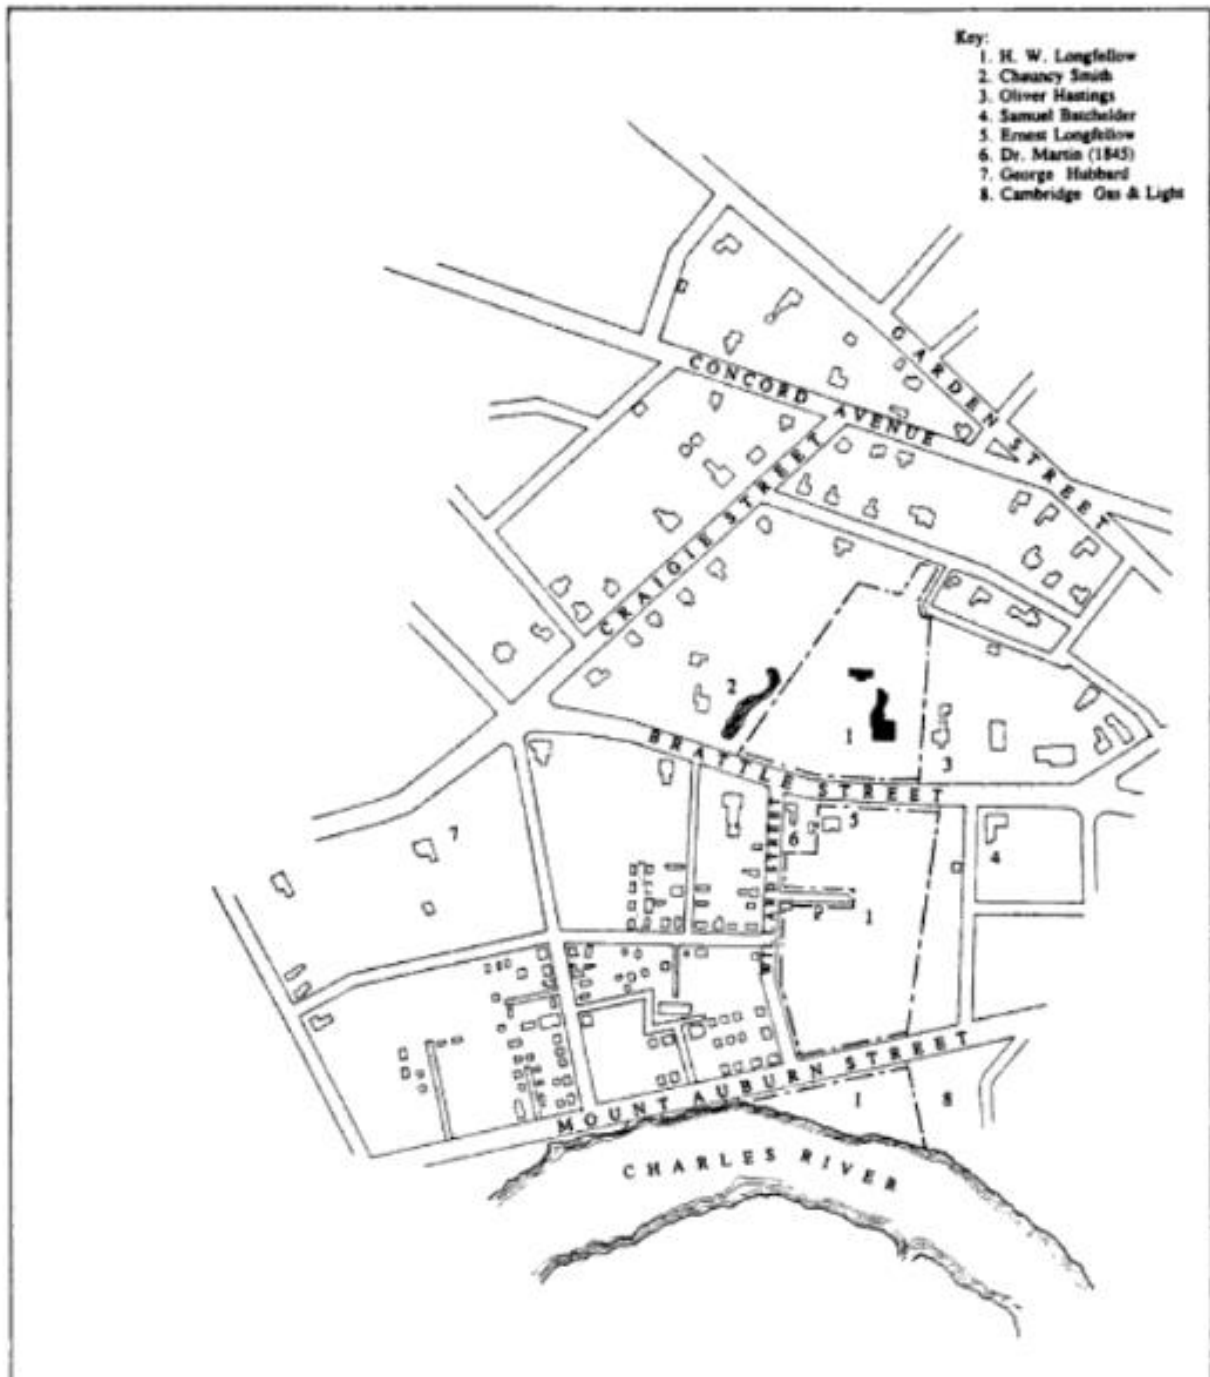 Key:
1. H. W. Longfellow
2. Chauncy Smith
3. Oliver Hastings
4. Samuel Batchelder
5. Ernest Longfellow
6. Dr. Martin (1845)
7. George Hubbard
8. Cambridge Gas & Light
GARDEN STREET
CONCORD AVENUE
CRAIGIE STREET
2
1
3
BRATTLE STREET
5
6
4
7
1
MOUNT AUBURN STREET
1
8
CHARLES RIVER